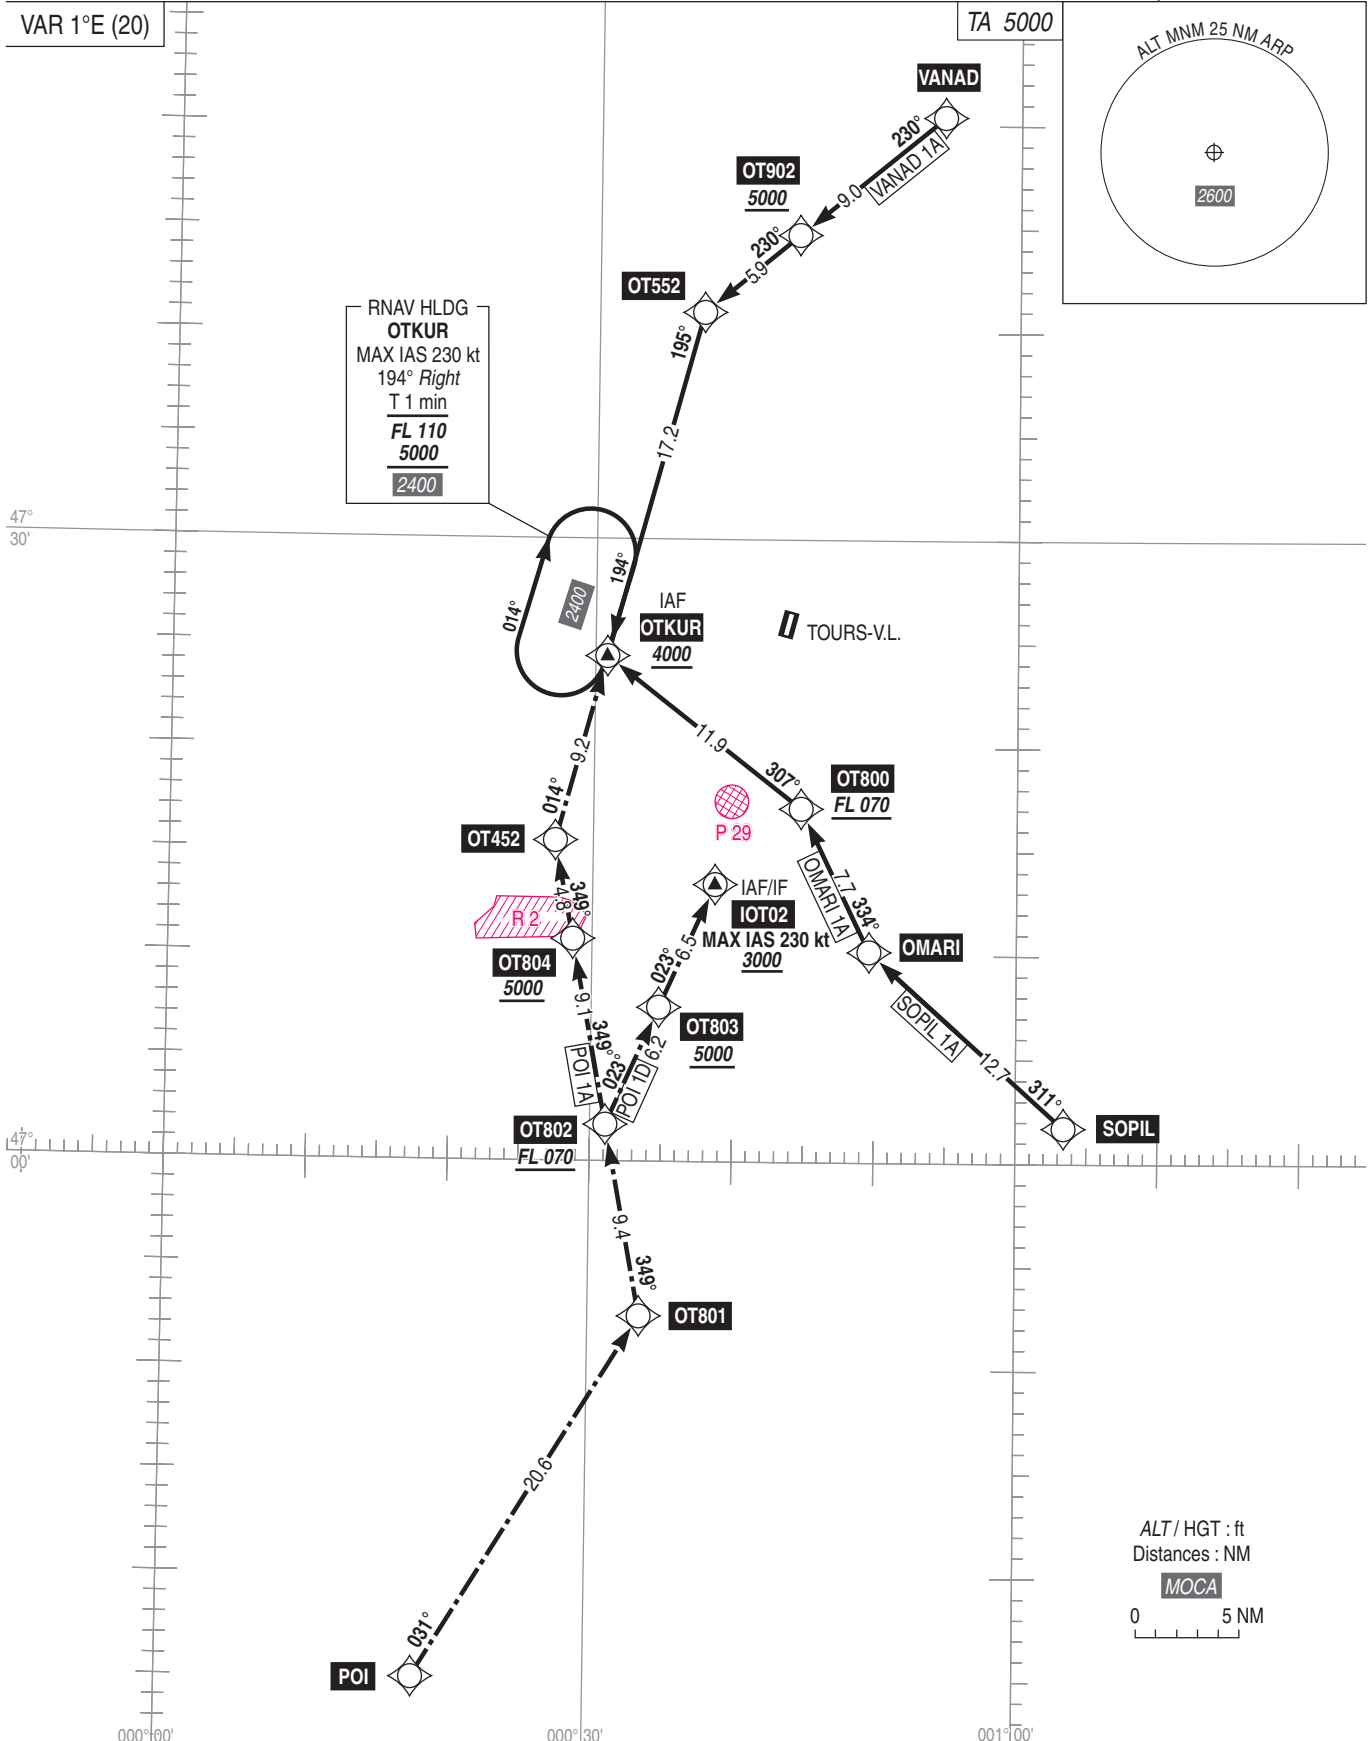 VAR 1°E (20)
TA 5000
ALT MNM 25 NM ARP
2600
VANAD
230°
VANAD 1A
9.0
OT902
5000
230°
5.9
OT552
195°
17.2
RNAV HLDG
OTKUR
MAX IAS 230 kt
194° Right
T 1 min
FL 110
5000
2400
47°
30'
194°
014°
2400
IAF
OTKUR
4000
TOURS-V.L.
11.9
9.2
307°
OT800
FL 070
014°
P 29
OT452
7.7
334°
OMARI 1A
349°
4.8
R 2
IAF/IF
IOT02
MAX IAS 230 kt
3000
OMARI
OT804
5000
6.5
023°
9.1
OT803
5000
SOPIL 1A
349°
6.2
023°
POI 1A
POI 1D
12.7
311°
OT802
FL 070
SOPIL
47°
00'
9.4
349°
OT801
20.6
031°
POI
ALT / HGT : ft
Distances : NM
MOCA
0 5 NM
000°00'
000°30'
001°00'